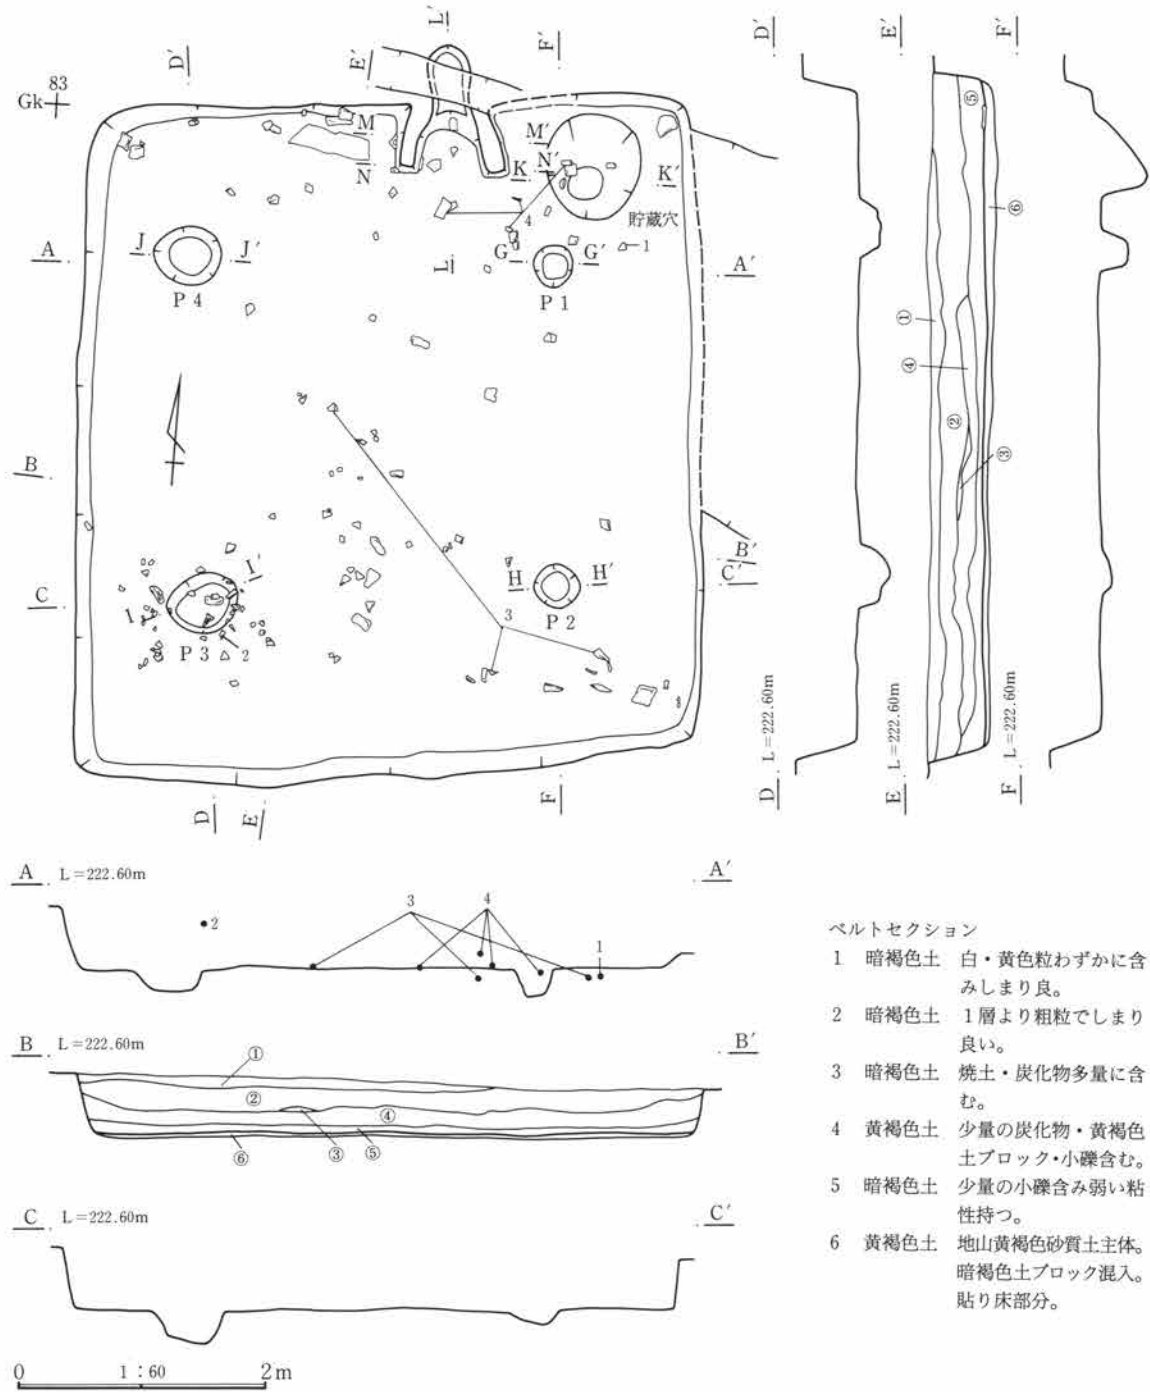 L′
D′
E′
F′
83
Gk
M
N
M′
N′
K
K′
貯蔵穴
4
1
J
J′
A
A′
L
G
G′
P 4
P 1
B
B′
C
C′
I
I′
H
H′
3
P 3
2
P 2
D
E
F
D′
E′
F′
⑤
⑥
①
④
②
③
L=222.60m
L=222.60m
L=222.60m
D
E
F
A L=222.60m A′
2
3
4
1
B L=222.60m B′
①
②
④
⑥
③
⑤
C L=222.60m C′
0 1:60 2m
ベルトセクション
1 暗褐色土 白・黄色粒わずかに含
みしまり良。
2 暗褐色土 1層より粗粒でしまり
良い。
3 暗褐色土 焼土・炭化物多量に含
む。
4 黄褐色土 少量の炭化物・黄褐色
土ブロック・小礫含む。
5 暗褐色土 少量の小礫含み弱い粘
性持つ。
6 黄褐色土 地山黄褐色砂質土主体。
暗褐色土ブロック混入。
貼り床部分。